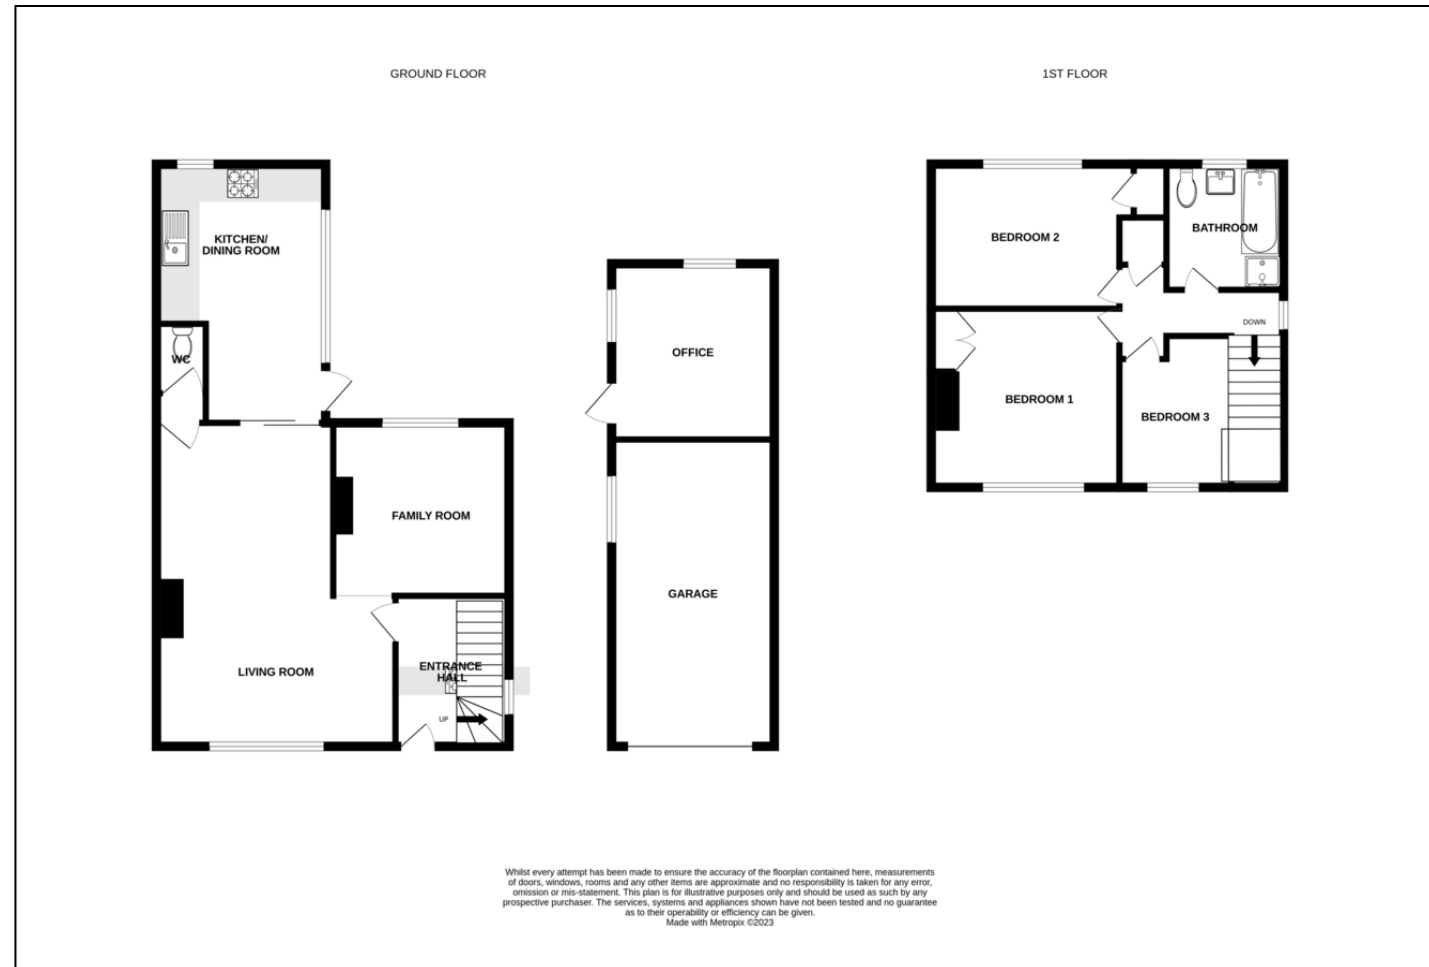 GROUND FLOOR
1ST FLOOR
KITCHEN/
DINING ROOM
WC
FAMILY ROOM
LIVING ROOM
ENTRANCE
HALL
UP
OFFICE
GARAGE
BEDROOM 2
BATHROOM
DOWN
BEDROOM 1
BEDROOM 3
Whilst every attempt has been made to ensure the accuracy of the floorplan contained here, measurements
of doors, windows, rooms and any other items are approximate and no responsibility is taken for any error,
omission or mis-statement. This plan is for illustrative purposes only and should be used as such by any
prospective purchaser. The services, systems and appliances shown have not been tested and no guarantee
as to their operability or efficiency can be given.
Made with Metropix ©2023